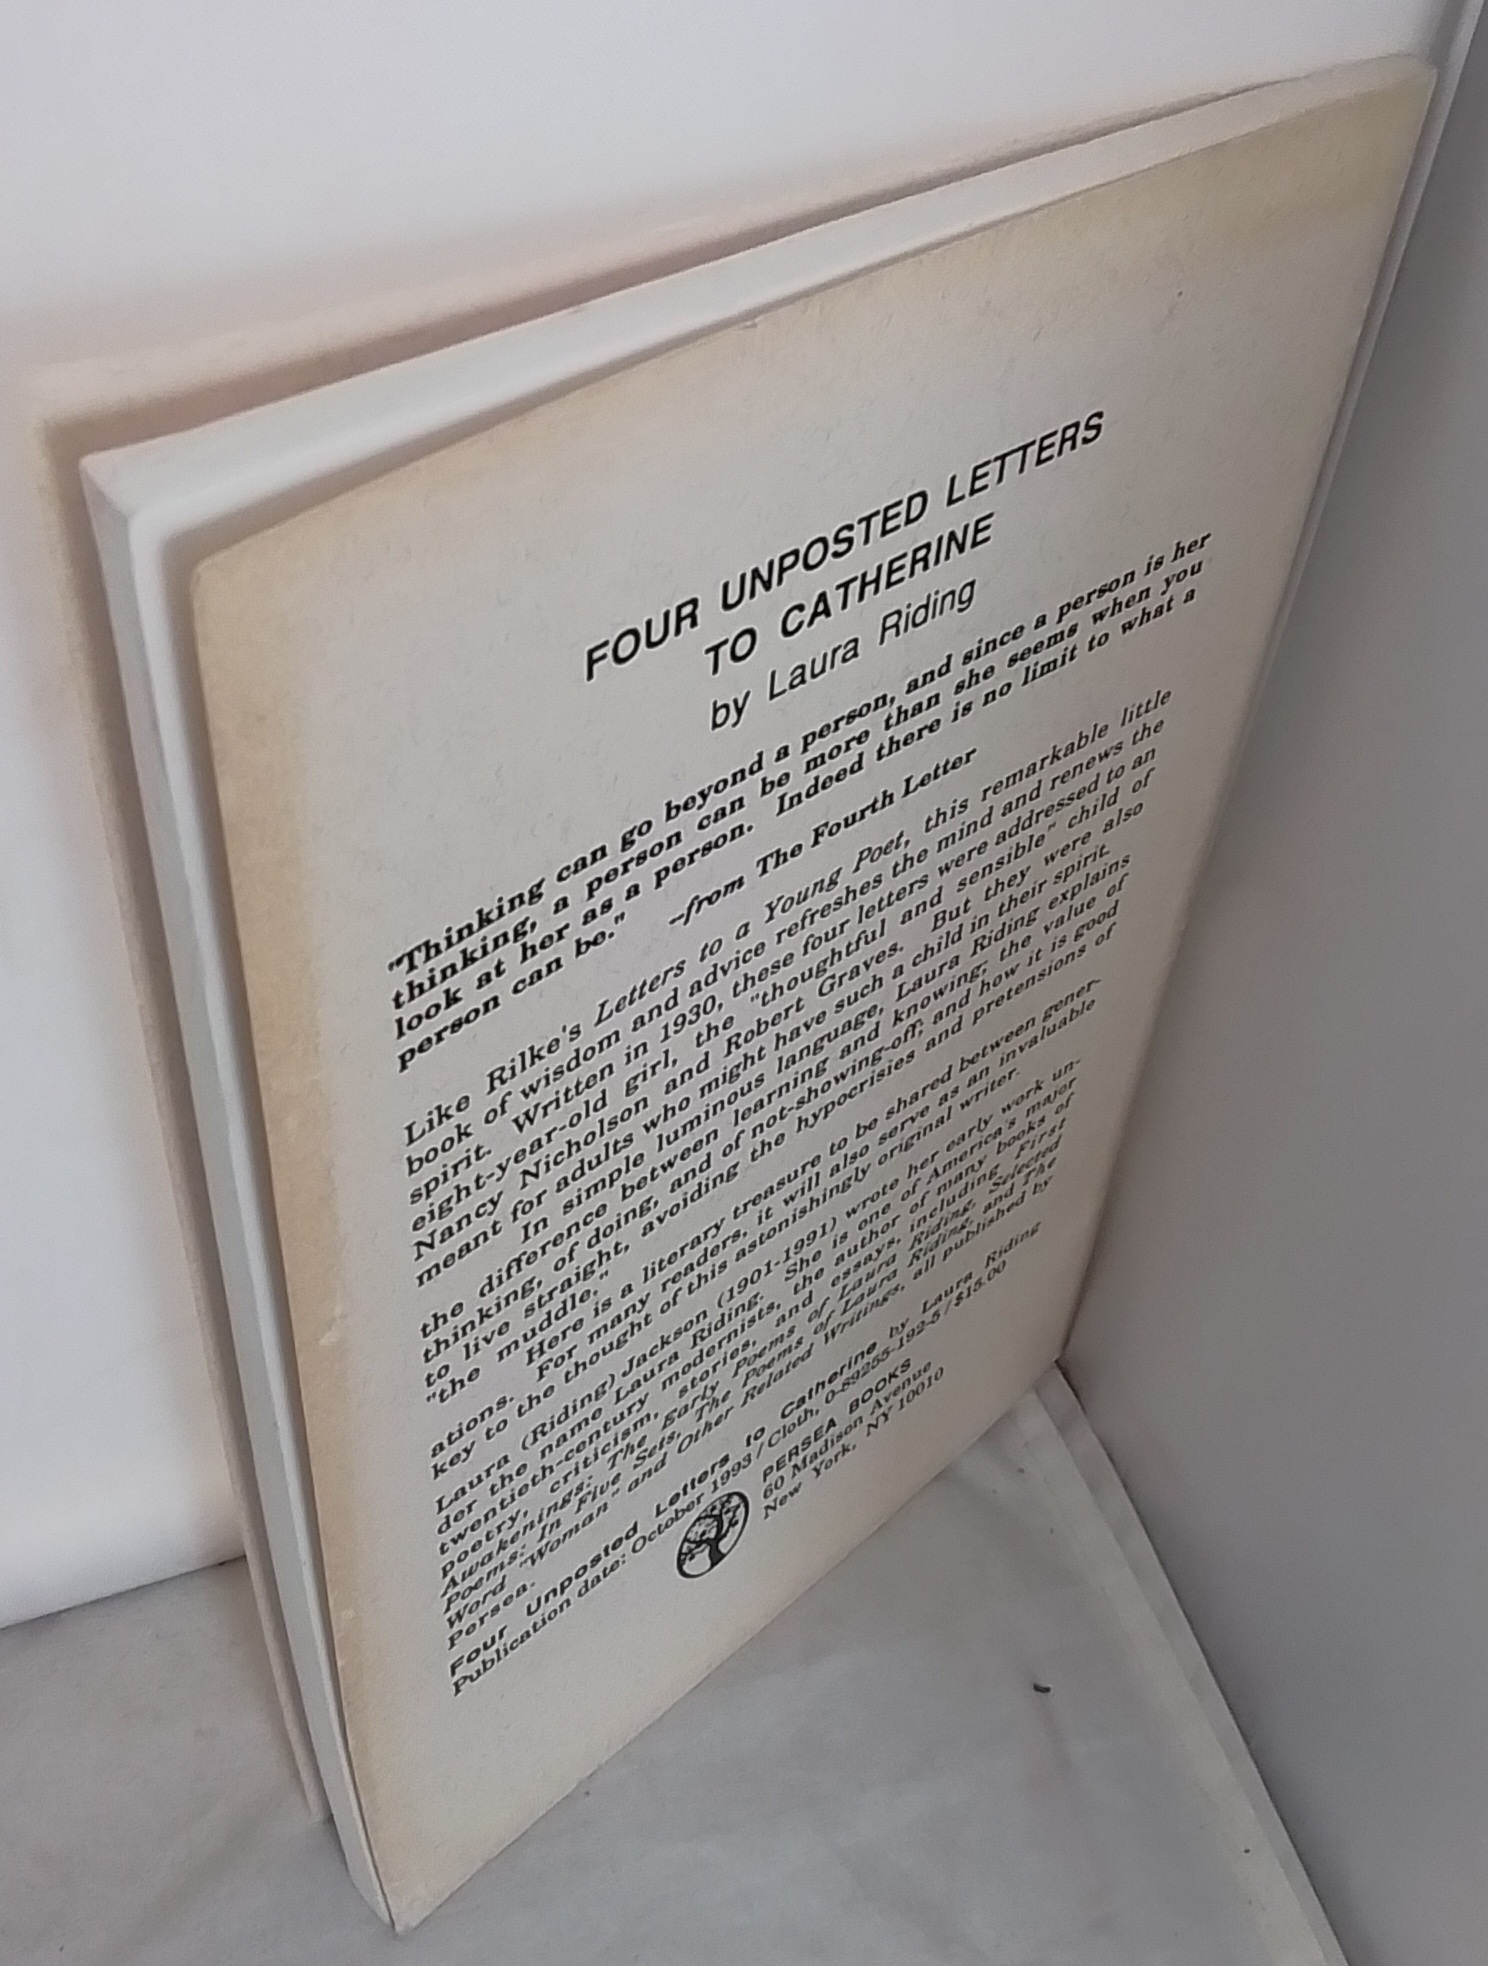 FOUR UNPOSTED LETTERS
TO CATHERINE
by Laura Riding
"Thinking can go beyond a person, and since a person is her
thinking, a person can be more than she seems when you
look at her as a person. Indeed there is no limit to what a
person can be." --from The Fourth Letter
Like Rilke's Letters to a Young Poet, this remarkable little
book of wisdom and advice refreshes the mind and renews the
spirit. Written in 1930, these four letters were addressed to an
eight-year-old girl, the "thoughtful and sensible" child of
Nancy Nicholson and Robert Graves. But they were also
meant for adults who might have such a child in their spirit.
In simple luminous language, Laura Riding explains
the difference between learning and knowing; the value of
thinking, of doing, and of not-showing-off; and how it is good
to live straight, avoiding the hypocrisies and pretensions of
"the muddle."
Here is a literary treasure to be shared between gener-
ations. For many readers, it will also serve as an invaluable
key to the thought of this astonishingly original writer.
Laura (Riding) Jackson (1901-1991) wrote her early work un-
der the name Laura Riding. She is one of America's major
twentieth-century modernists, the author of many books of
poetry, criticism, stories, and essays, including First
Awakenings: The Early Poems of Laura Riding, Selected
Poems: In Five Sets, The Poems of Laura Riding, and The
Word "Woman" and Other Related Writings, all published by
Persea.
Four Unposted Letters to Catherine by Laura Riding
Publication date: October 1993 / Cloth, 0-89255-192-5 / $15.00
PERSEA BOOKS
60 Madison Avenue
New York, NY 10010